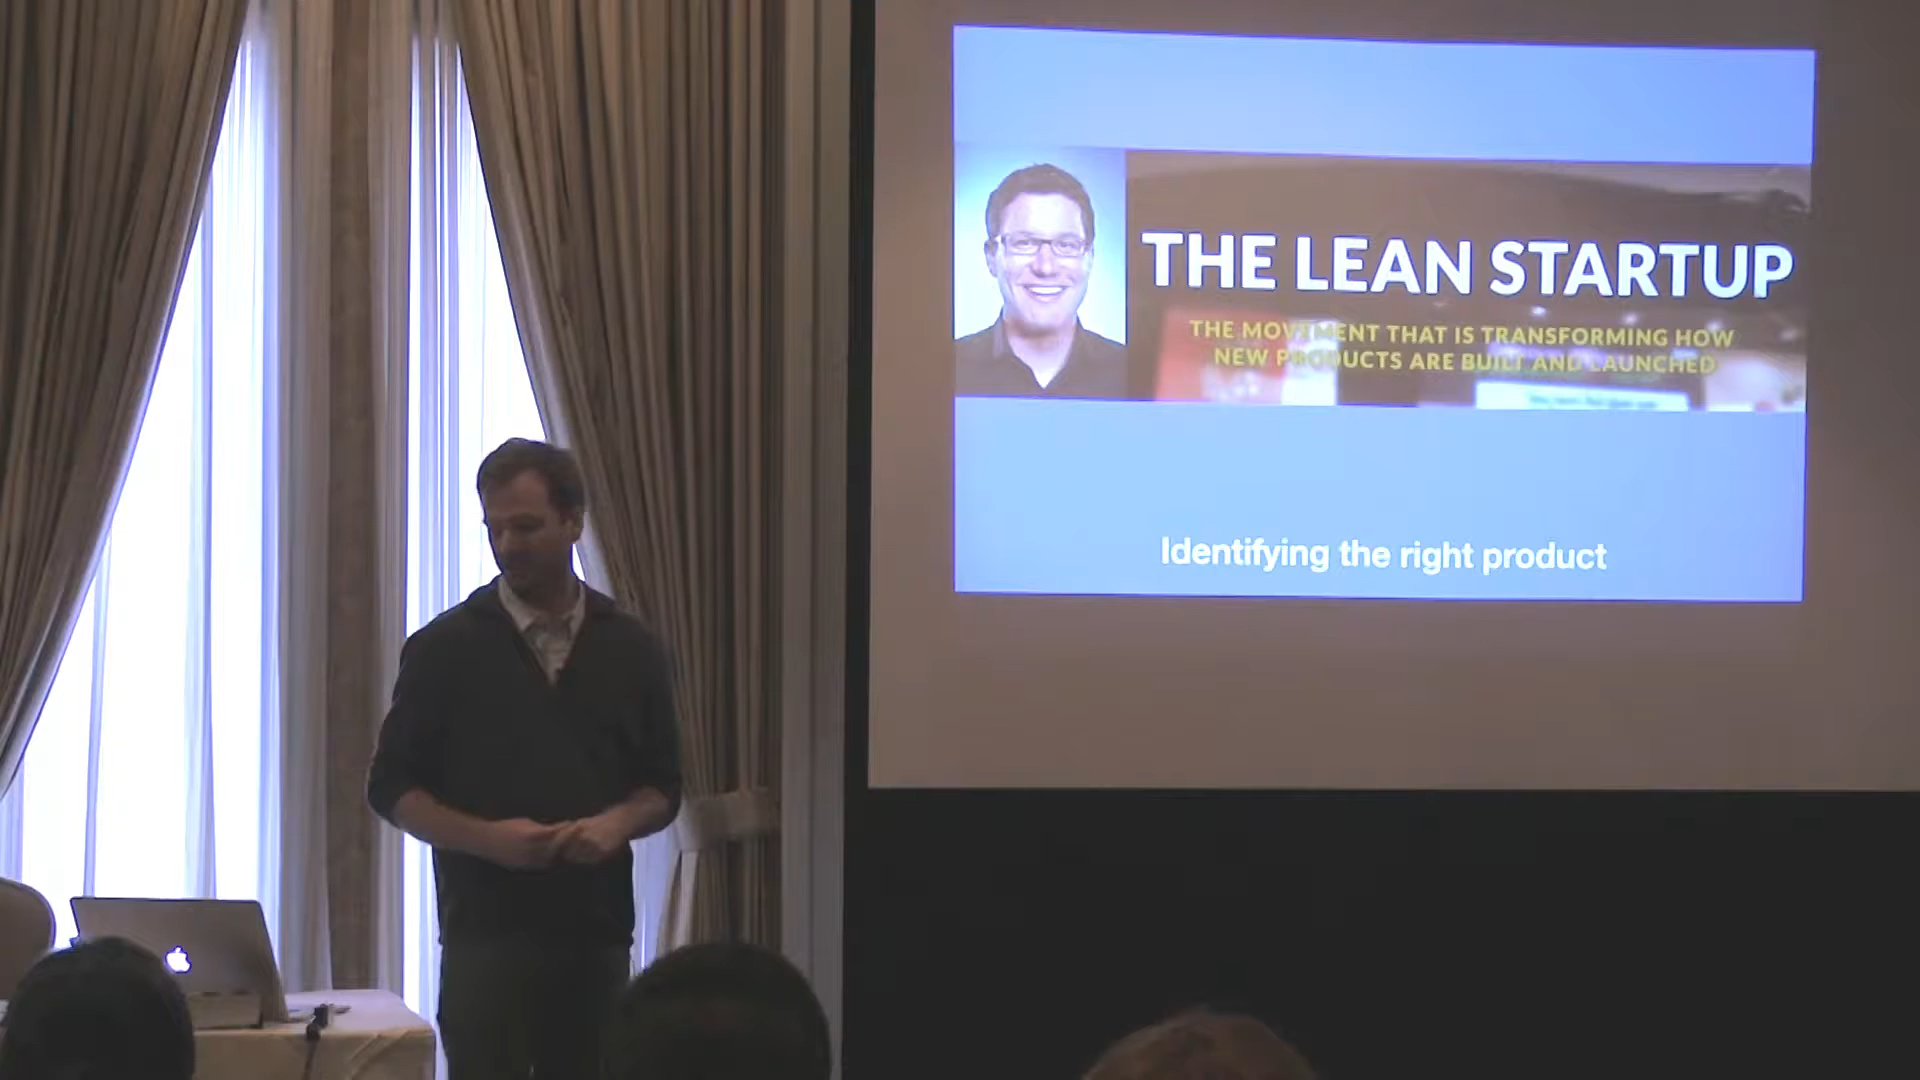 THE LEAN STARTUP
THE MOVEMENT THAT IS TRANSFORMING HOW
NEW PRODUCTS ARE BUILT AND LAUNCHED
Identifying the right product